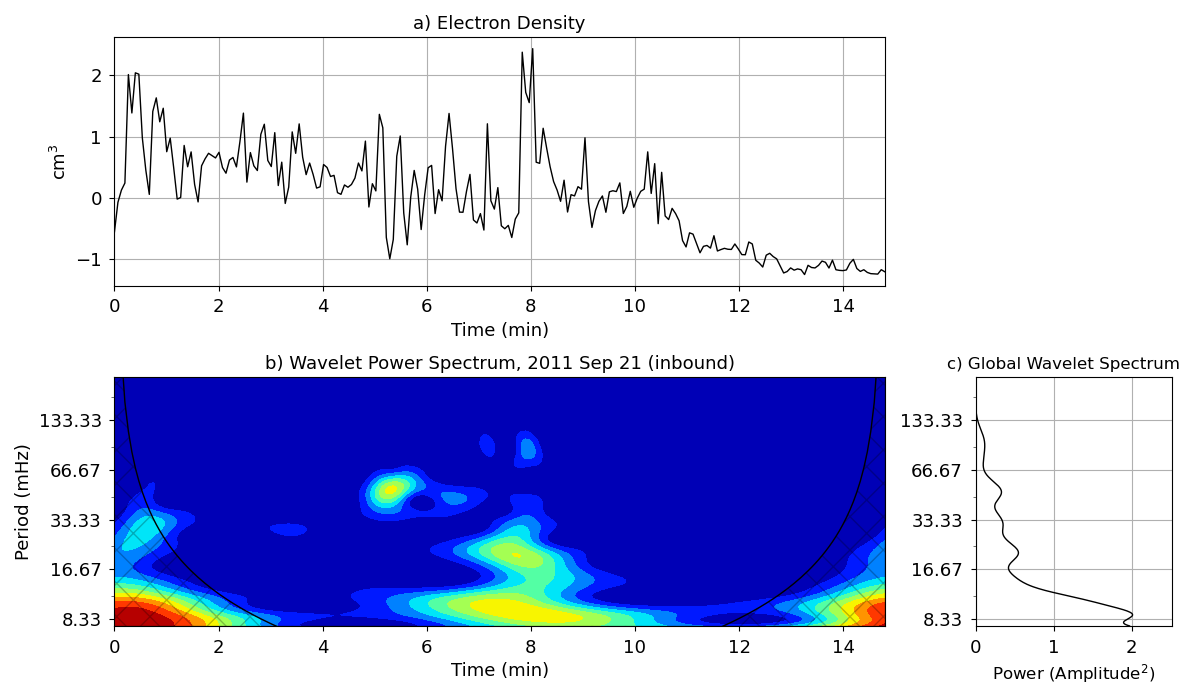 a) Electron Density
cm³
2
1
0
−1
0 2 4 6 8 10 12 14
Time (min)
b) Wavelet Power Spectrum, 2011 Sep 21 (inbound)
Period (mHz)
133.33
66.67
33.33
16.67
8.33
0 2 4 6 8 10 12 14
Time (min)
c) Global Wavelet Spectrum
133.33
66.67
33.33
16.67
8.33
0 1 2
Power (Amplitude²)